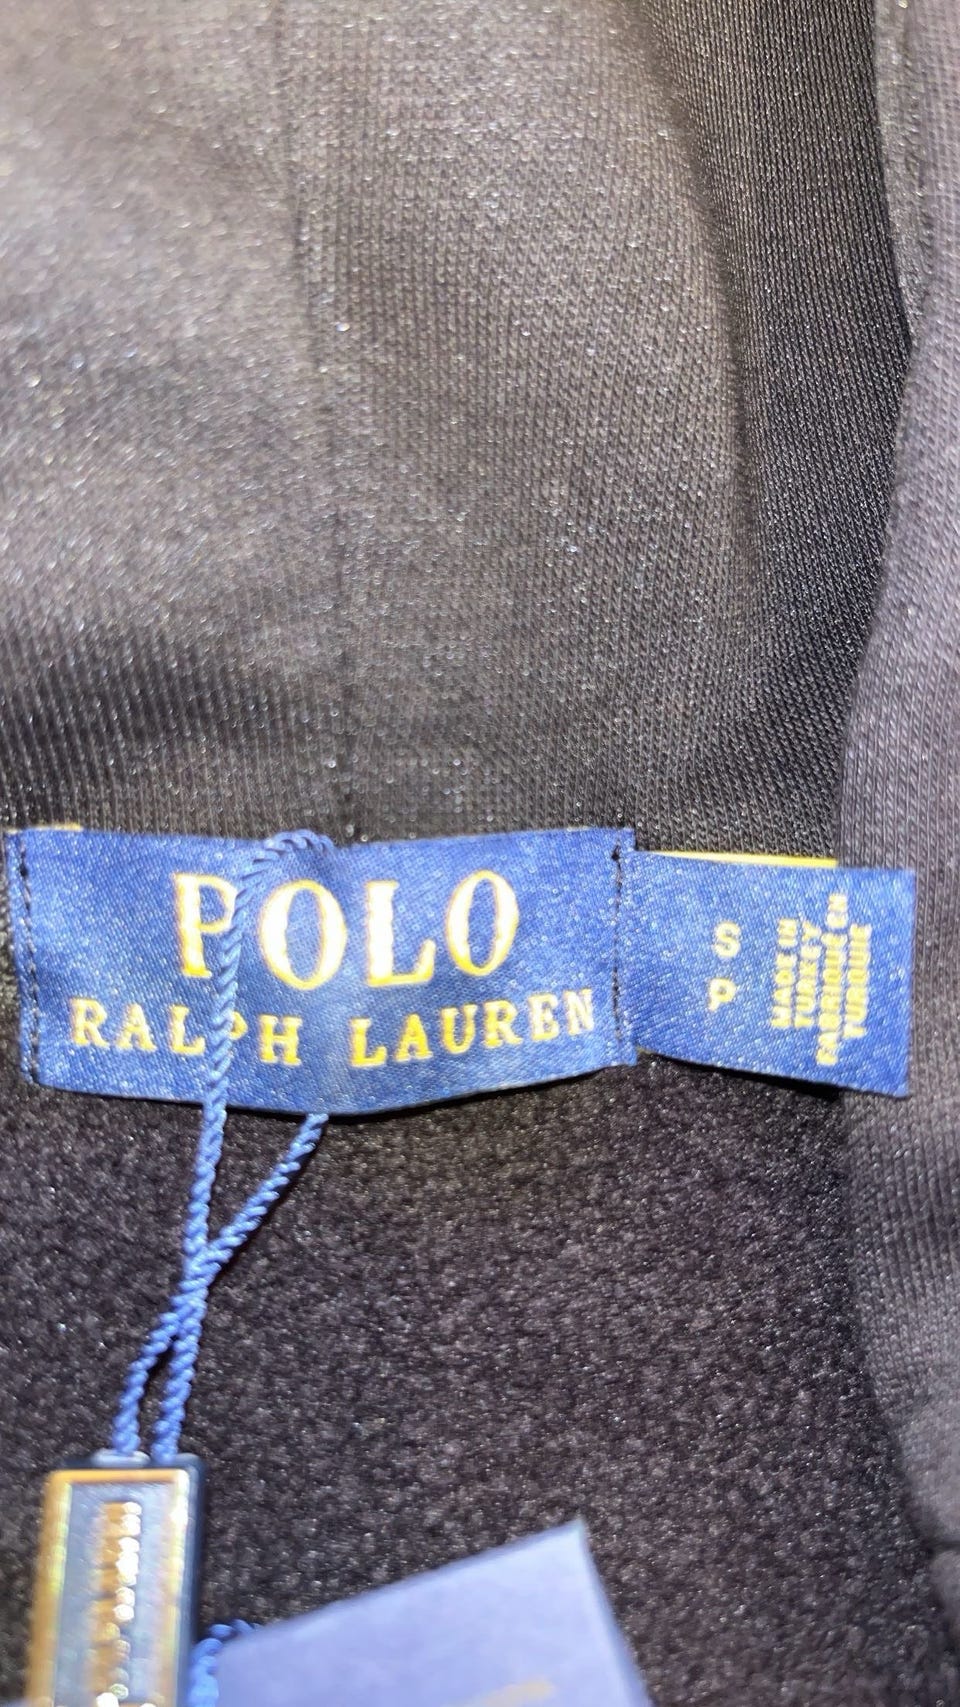 POLO
RALPH LAUREN
S
P
MADE IN
TURKEY
FABRIQUÉ EN
TURQUIE